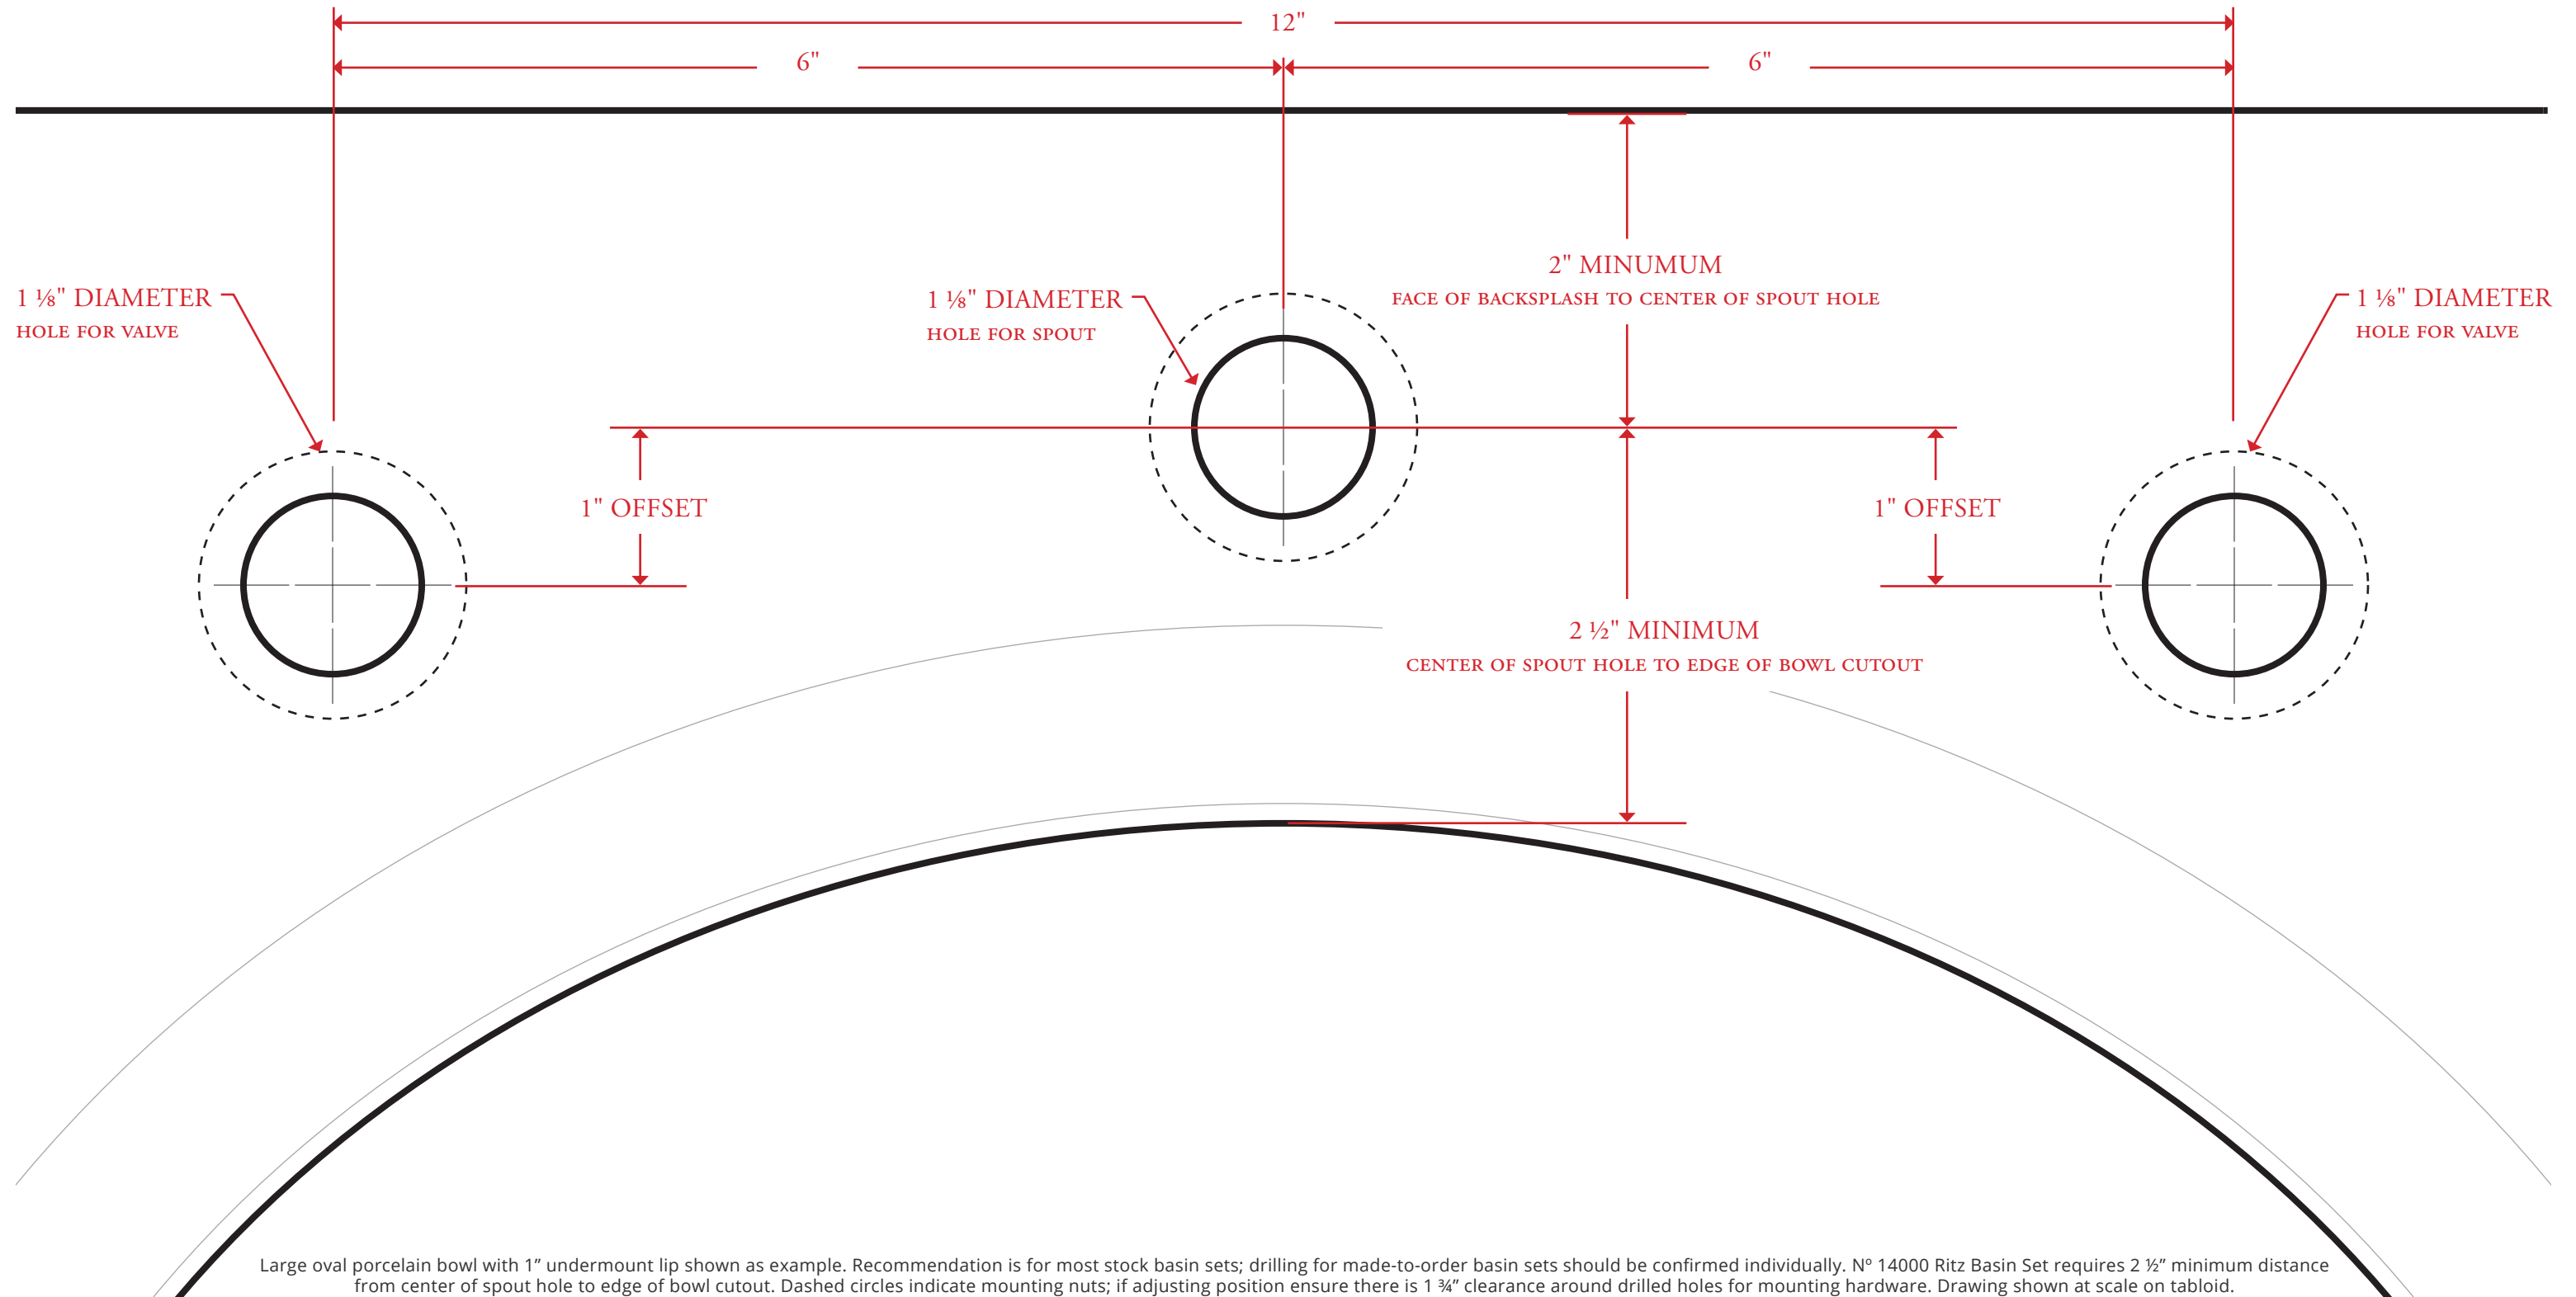 12"
6"
6"
2" MINUMUM
FACE OF BACKSPLASH TO CENTER OF SPOUT HOLE
1 ⅛" DIAMETER
HOLE FOR VALVE
1 ⅛" DIAMETER
HOLE FOR SPOUT
1 ⅛" DIAMETER
HOLE FOR VALVE
1" OFFSET
1" OFFSET
2 ½" MINIMUM
CENTER OF SPOUT HOLE TO EDGE OF BOWL CUTOUT
Large oval porcelain bowl with 1” undermount lip shown as example. Recommendation is for most stock basin sets; drilling for made-to-order basin sets should be confirmed individually. Nº 14000 Ritz Basin Set requires 2 ½” minimum distance
from center of spout hole to edge of bowl cutout. Dashed circles indicate mounting nuts; if adjusting position ensure there is 1 ¾” clearance around drilled holes for mounting hardware. Drawing shown at scale on tabloid.